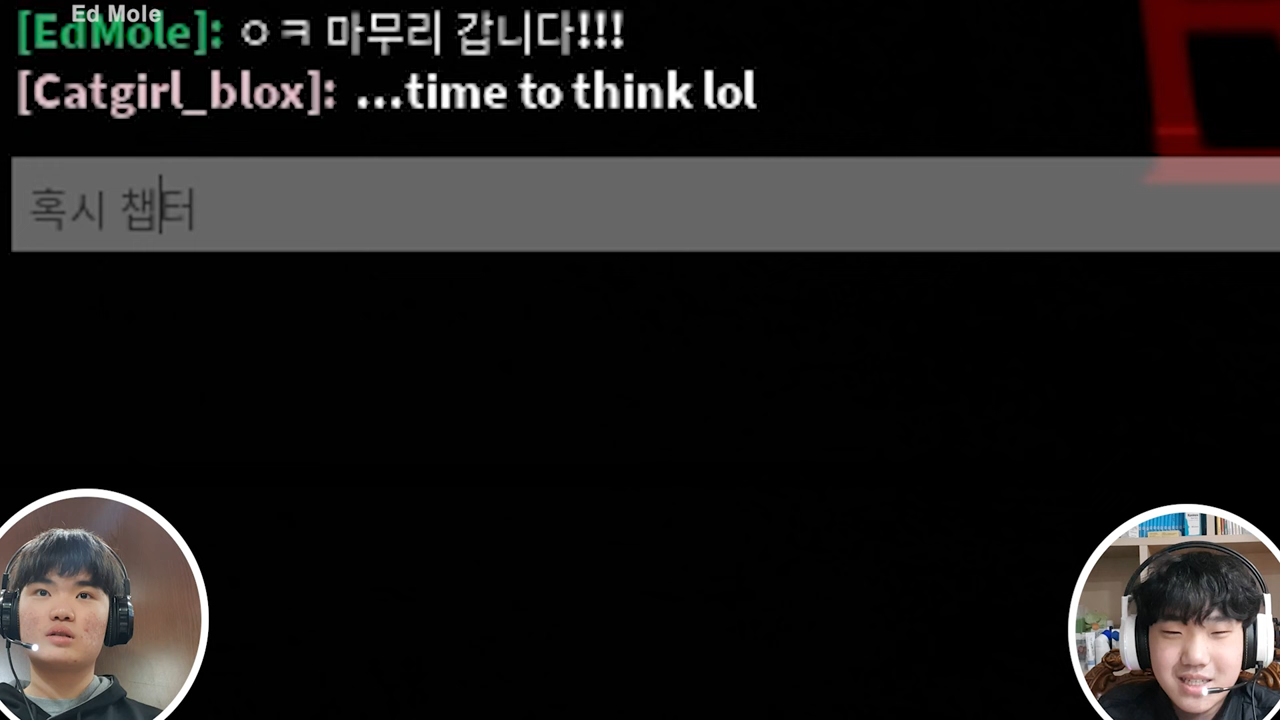 Ed Mole
[EdMole]: ㅇㅋ 마무리 갑니다!!!
[Catgirl_blox]: ...time to think lol
혹시 챕터